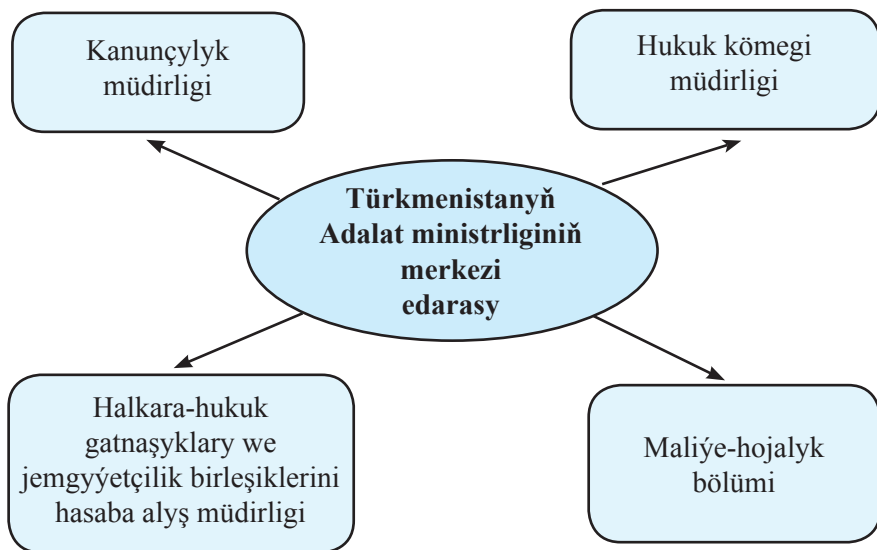 Kanunçylyk
müdirligi
Hukuk kömegi
müdirligi
Türkmenistanyň
Adalat ministrliginiň
merkezi
edarasy
Halkara-hukuk
gatnaşyklary we
jemgyýetçilik birleşiklerini
hasaba alyş müdirligi
Maliýe-hojalyk
bölümi